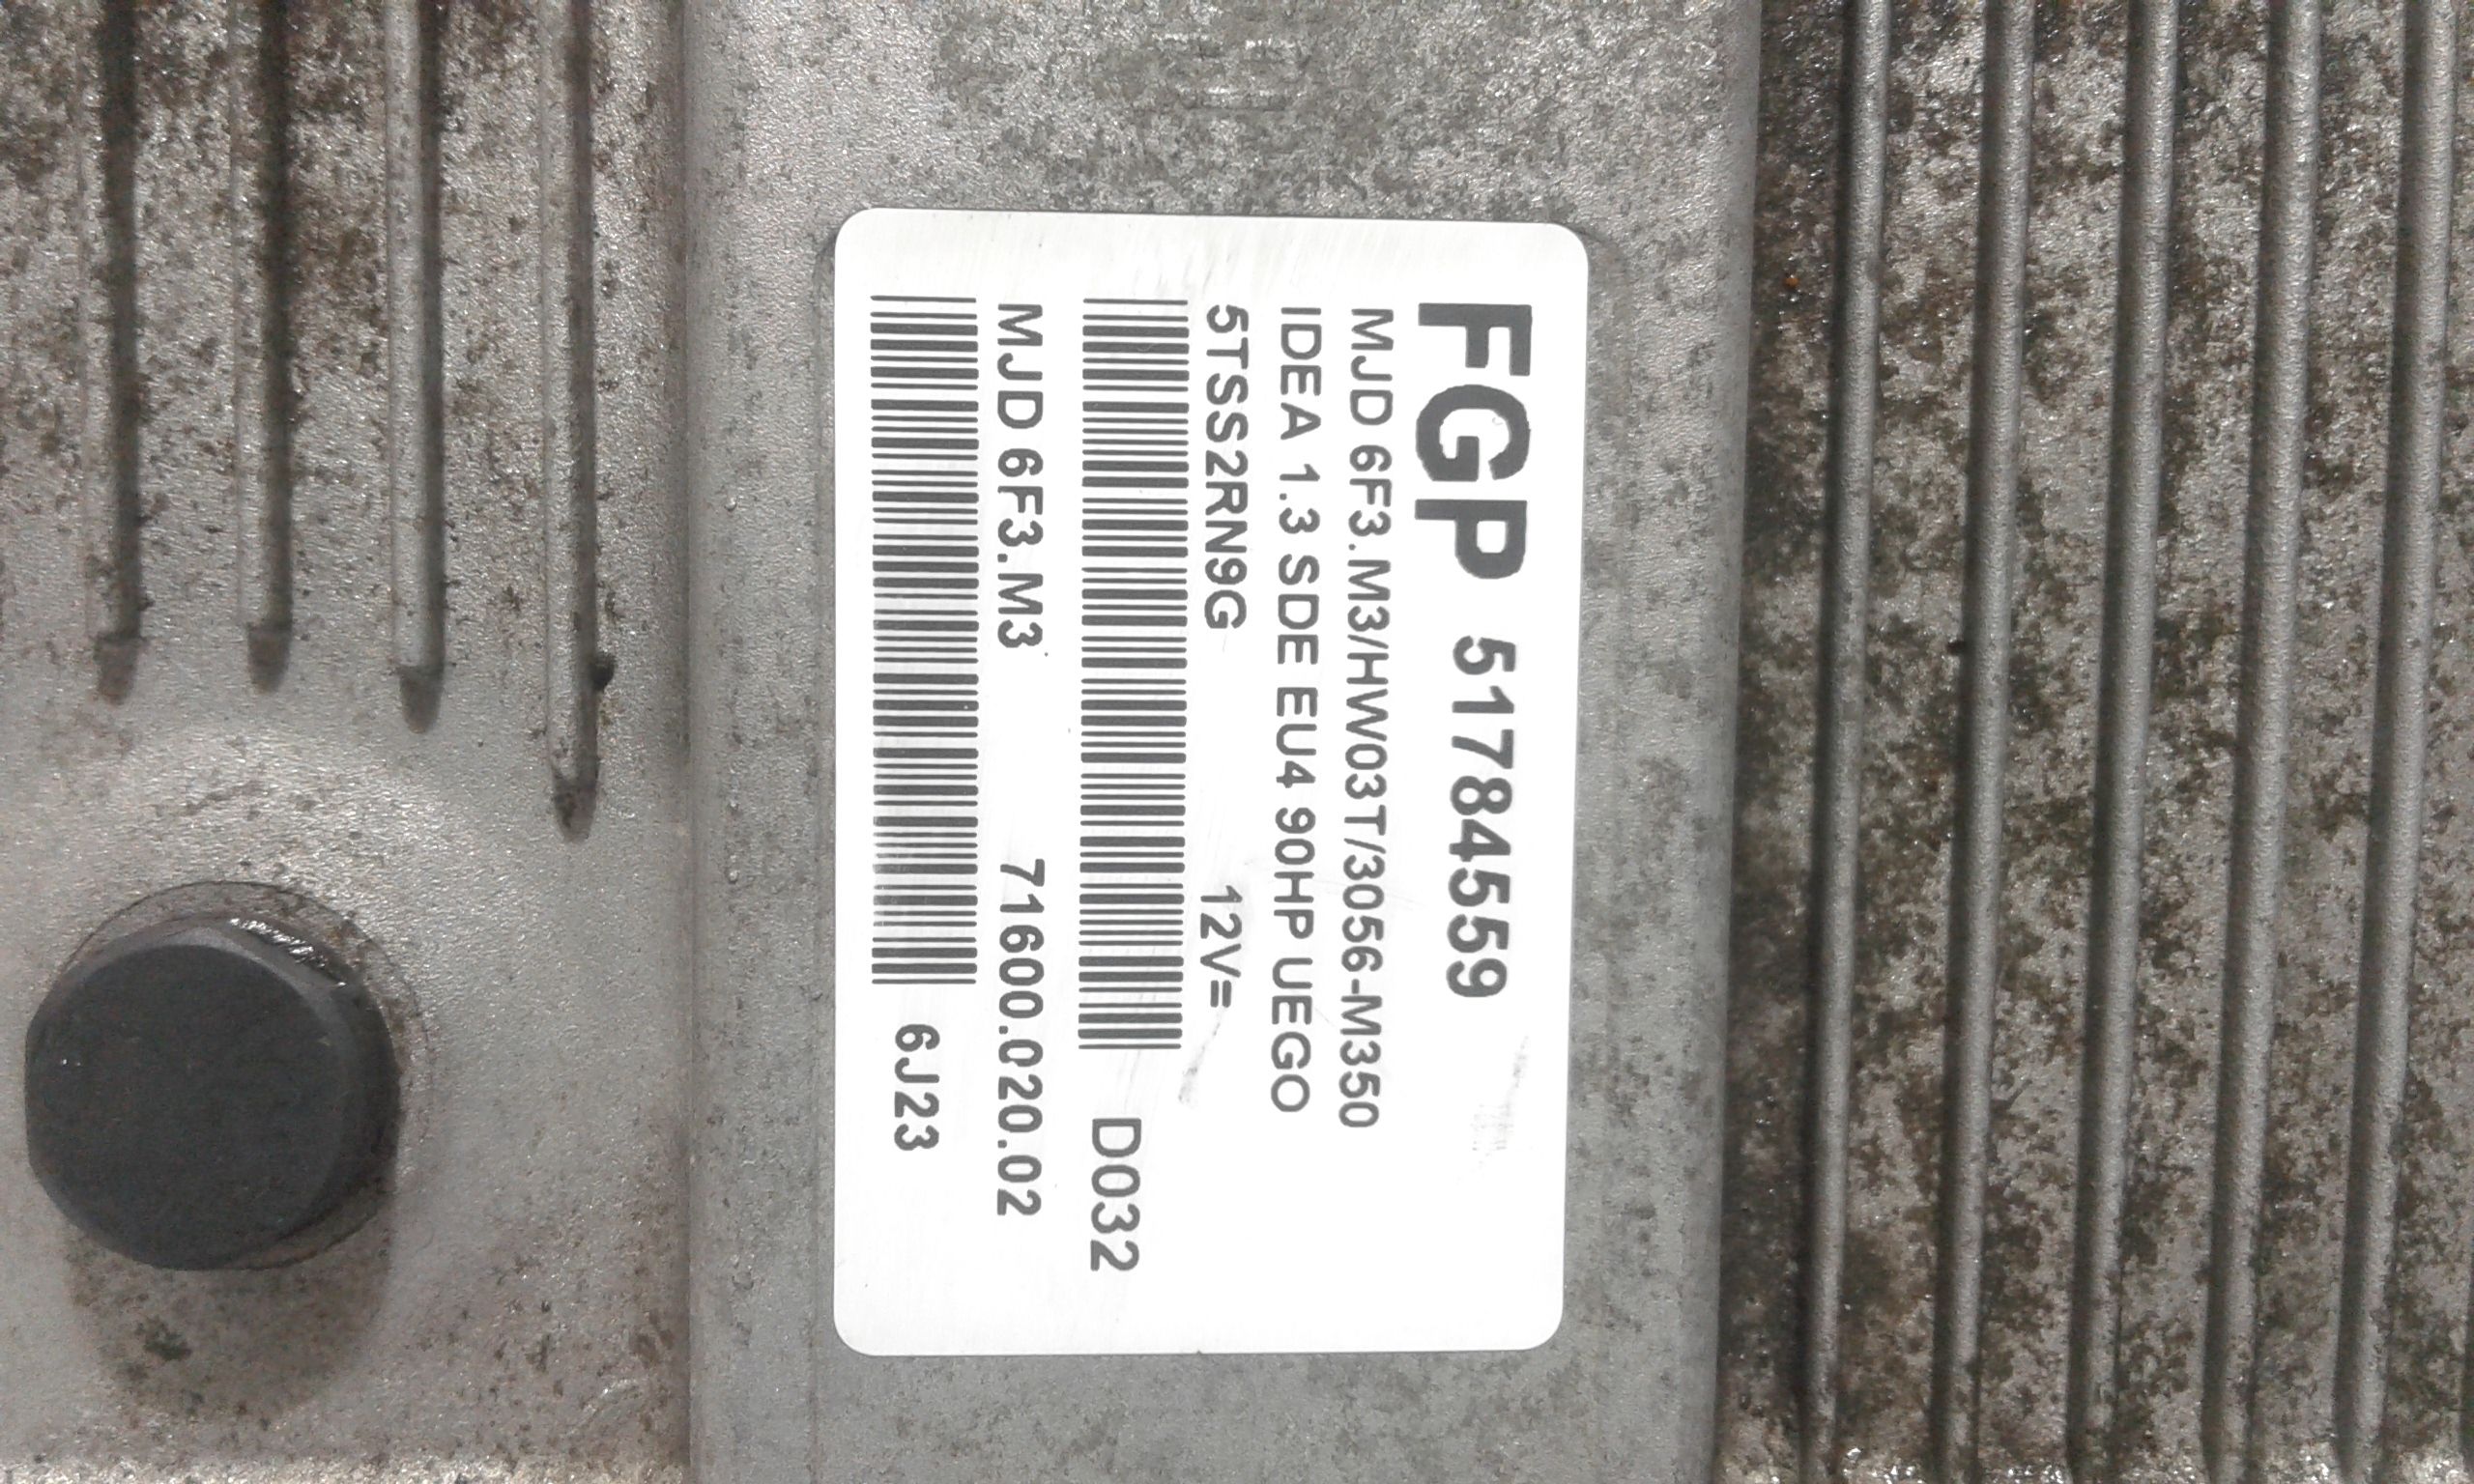 FGP 51784559
MJD 6F3.M3/HW03T/3056-M350
IDEA 1.3 SDE EU4 90HP UEGO
5TSS2RN9G 12V=
D032
MJD 6F3.M3 71600.020.02
6J23